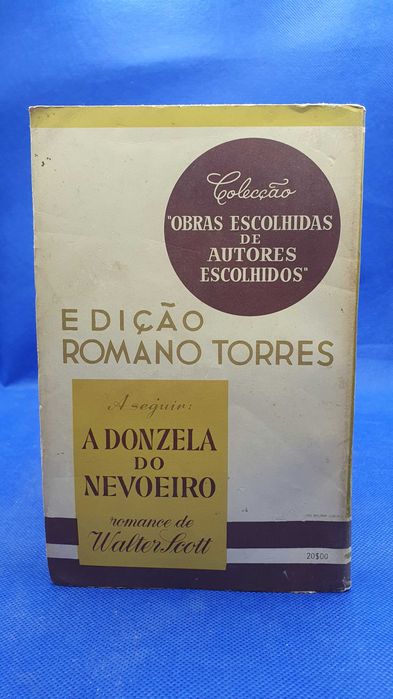 Colecção
"OBRAS ESCOLHIDAS
DE
AUTORES
ESCOLHIDOS"
EDIÇÃO
ROMANO TORRES
A seguir:
A DONZELA
DO
NEVOEIRO
romance de
Walter Scott
20$00